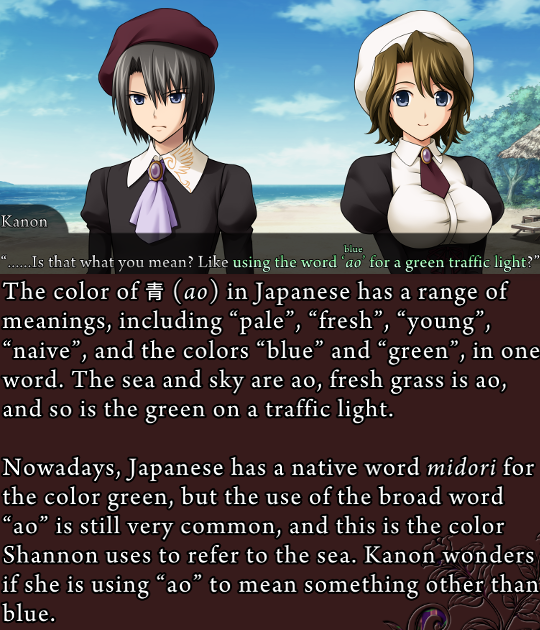 Kanon
blue
“......Is that what you mean? Like using the word ‘ao’ for a green traffic light?”
The color of 青 (ao) in Japanese has a range of
meanings, including “pale”, “fresh”, “young”,
“naive”, and the colors “blue” and “green”, in one
word. The sea and sky are ao, fresh grass is ao,
and so is the green on a traffic light.
Nowadays, Japanese has a native word midori for
the color green, but the use of the broad word
“ao” is still very common, and this is the color
Shannon uses to refer to the sea. Kanon wonders
if she is using “ao” to mean something other than
blue.